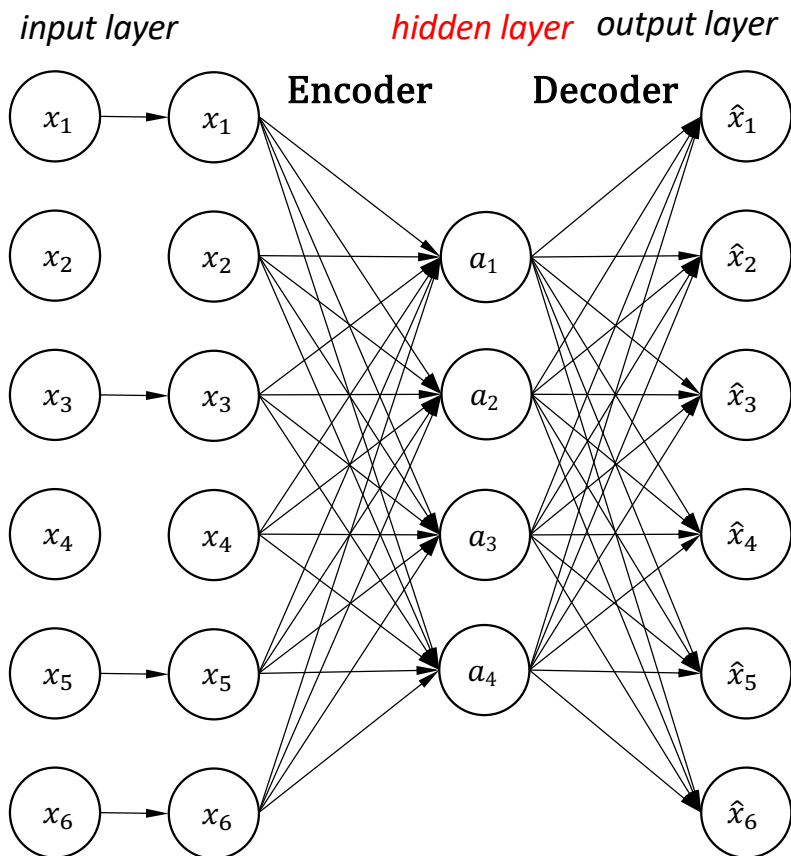 input layer hidden layer output layer
Encoder Decoder
x₁ x₁ x̂₁
x₂ x₂ a₁ x̂₂
x₃ x₃ a₂ x̂₃
x₄ x₄ a₃ x̂₄
x₅ x₅ a₄ x̂₅
x₆ x₆ x̂₆